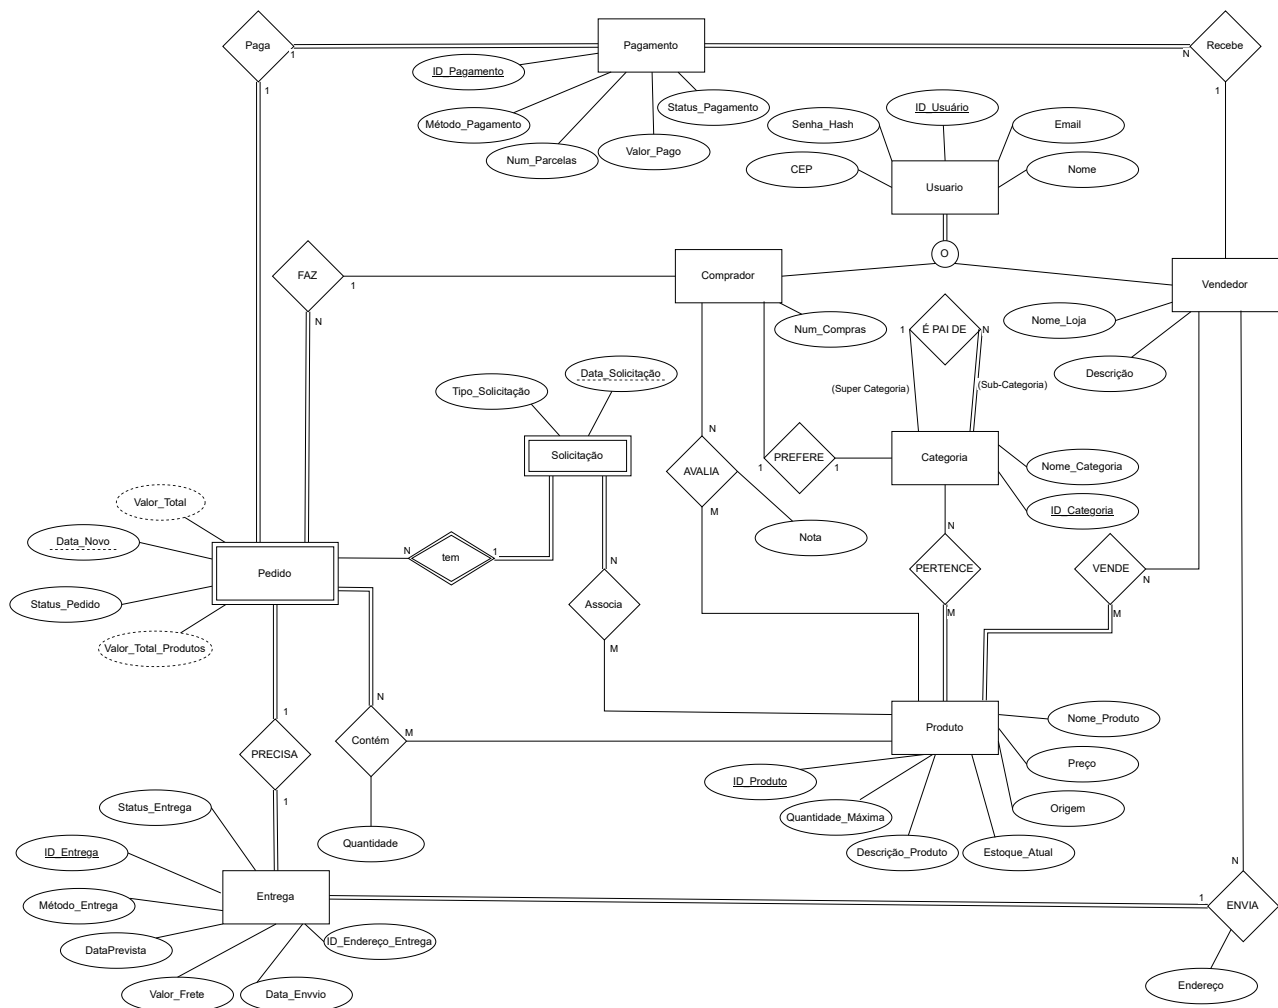 Paga
1
Pagamento
N
Recebe
1
1
ID_Pagamento
Status_Pagamento
Método_Pagamento
Num_Parcelas
Valor_Pago
ID_Usuário
Senha_Hash
Email
CEP
Usuario
Nome
O
FAZ
1
N
Comprador
Num_Compras
Vendedor
Nome_Loja
Descrição
1
É PAI DE
N
(Super Categoria)
(Sub-Categoria)
Tipo_Solicitação
Data_Solicitação
Solicitação
N
AVALIA
M
Nota
1
PREFERE
1
Categoria
Nome_Categoria
ID_Categoria
Valor_Total
Data_Novo
Pedido
Status_Pedido
Valor_Total_Produtos
N
tem
1
N
Associa
M
N
PERTENCE
M
VENDE
N
M
1
PRECISA
1
N
Contém
M
Quantidade
Produto
Nome_Produto
Preço
Origem
ID_Produto
Quantidade_Máxima
Descrição_Produto
Estoque_Atual
Status_Entrega
ID_Entrega
Método_Entrega
DataPrevista
Valor_Frete
Data_Envvio
ID_Endereço_Entrega
Entrega
1
N
ENVIA
Endereço